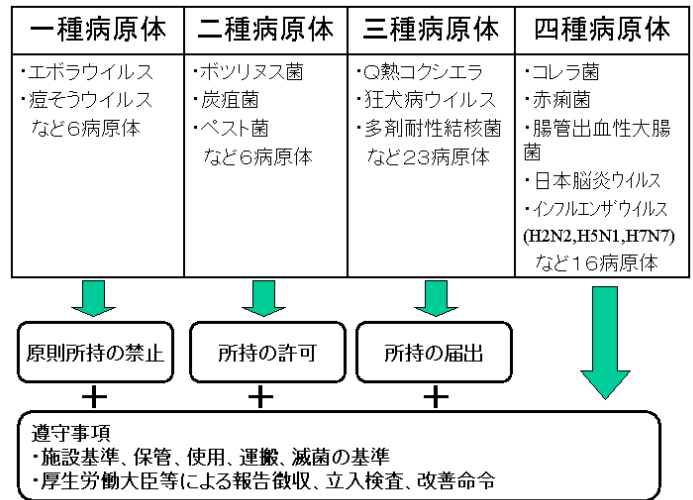 一種病原体
・エボラウイルス
・痘そうウイルス
など6病原体
二種病原体
・ボツリヌス菌
・炭疽菌
・ペスト菌
など6病原体
三種病原体
・Q熱コクシエラ
・狂犬病ウイルス
・多剤耐性結核菌
など23病原体
四種病原体
・コレラ菌
・赤痢菌
・腸管出血性大腸
菌
・日本脳炎ウイルス
・インフルエンザウイルス
(H2N2,H5N1,H7N7)
など16病原体
原則所持の禁止
所持の許可
所持の届出
+
+
+
遵守事項
・施設基準、保管、使用、運搬、滅菌の基準
・厚生労働大臣等による報告徴収、立入検査、改善命令